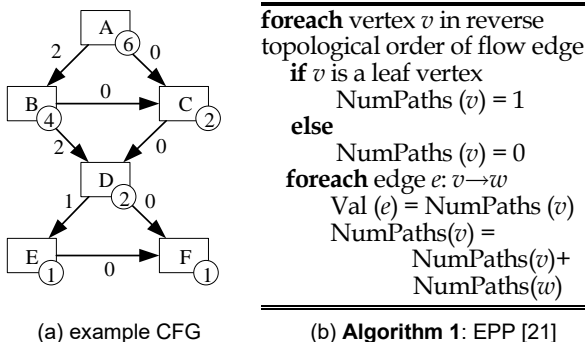 A
6
2
0
B
4
0
C
2
2
0
D
2
1
0
E
1
0
F
1
(a) example CFG
foreach vertex v in reverse
topological order of flow edge
if v is a leaf vertex
NumPaths (v) = 1
else
NumPaths (v) = 0
foreach edge e: v→w
Val (e) = NumPaths (v)
NumPaths(v) =
NumPaths(v)+
NumPaths(w)
(b) Algorithm 1: EPP [21]